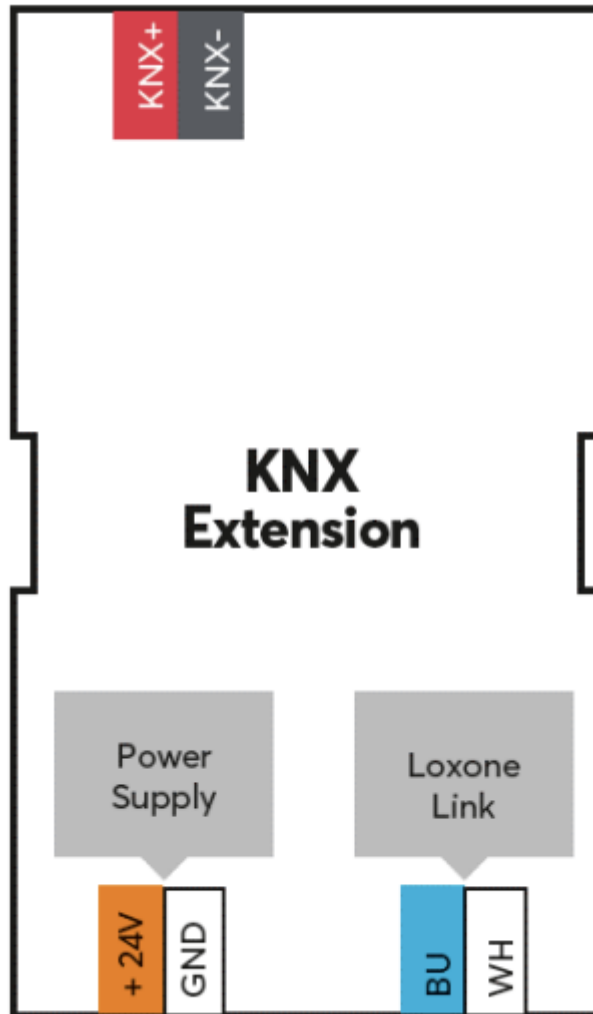 KNX+
KNX-
KNX
Extension
Power
Supply
Loxone
Link
+ 24V
GND
BU
WH